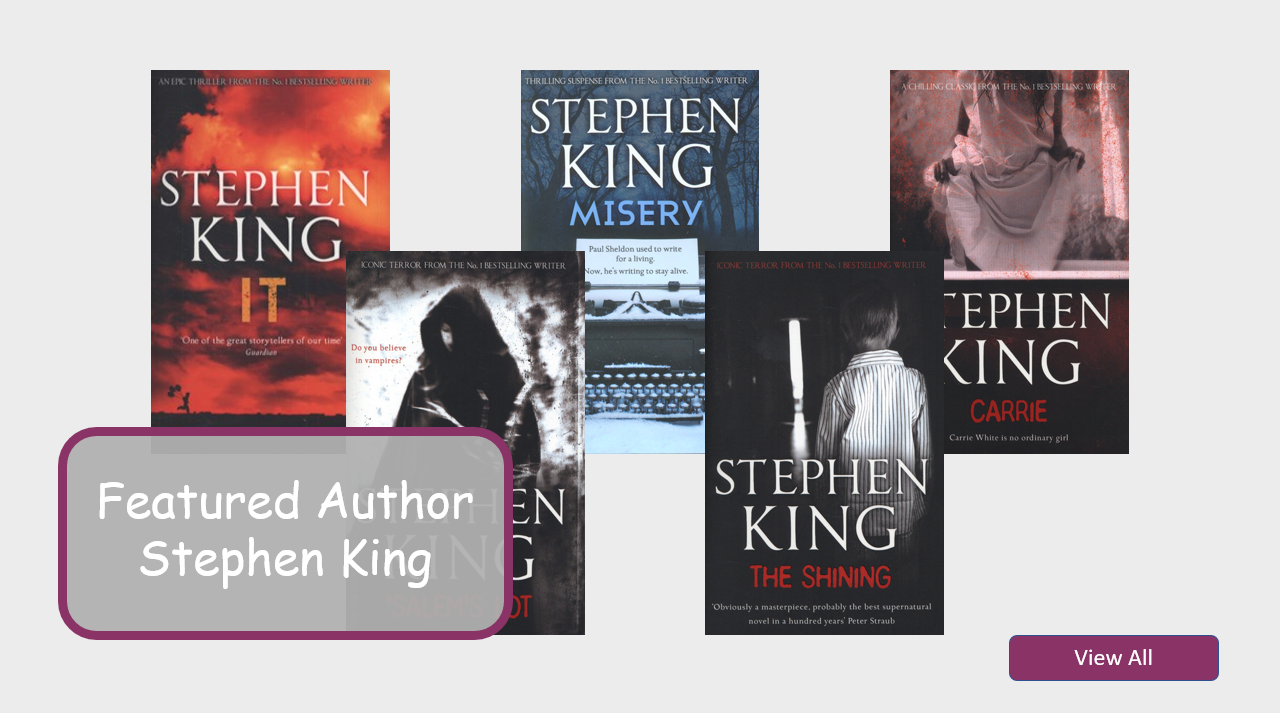 AN EPIC THRILLER FROM THE No. 1 BESTSELLING WRITER
STEPHEN
KING
IT
'One of the great storytellers of our time'
Guardian
THRILLING SUSPENSE FROM THE No. 1 BESTSELLING WRITER
STEPHEN
KING
MISERY
Paul Sheldon used to write
for a living.
Now, he's writing to stay alive.
A CHILLING CLASSIC FROM THE No. 1 BESTSELLING WRITER
STEPHEN
KING
CARRIE
Carrie White is no ordinary girl
ICONIC TERROR FROM THE No. 1 BESTSELLING WRITER
Do you believe
in vampires?
STEPHEN
KING
ICONIC TERROR FROM THE No. 1 BESTSELLING WRITER
STEPHEN
KING
THE SHINING
'Obviously a masterpiece, probably the best supernatural
novel in a hundred years' Peter Straub
Featured Author
Stephen King
View All